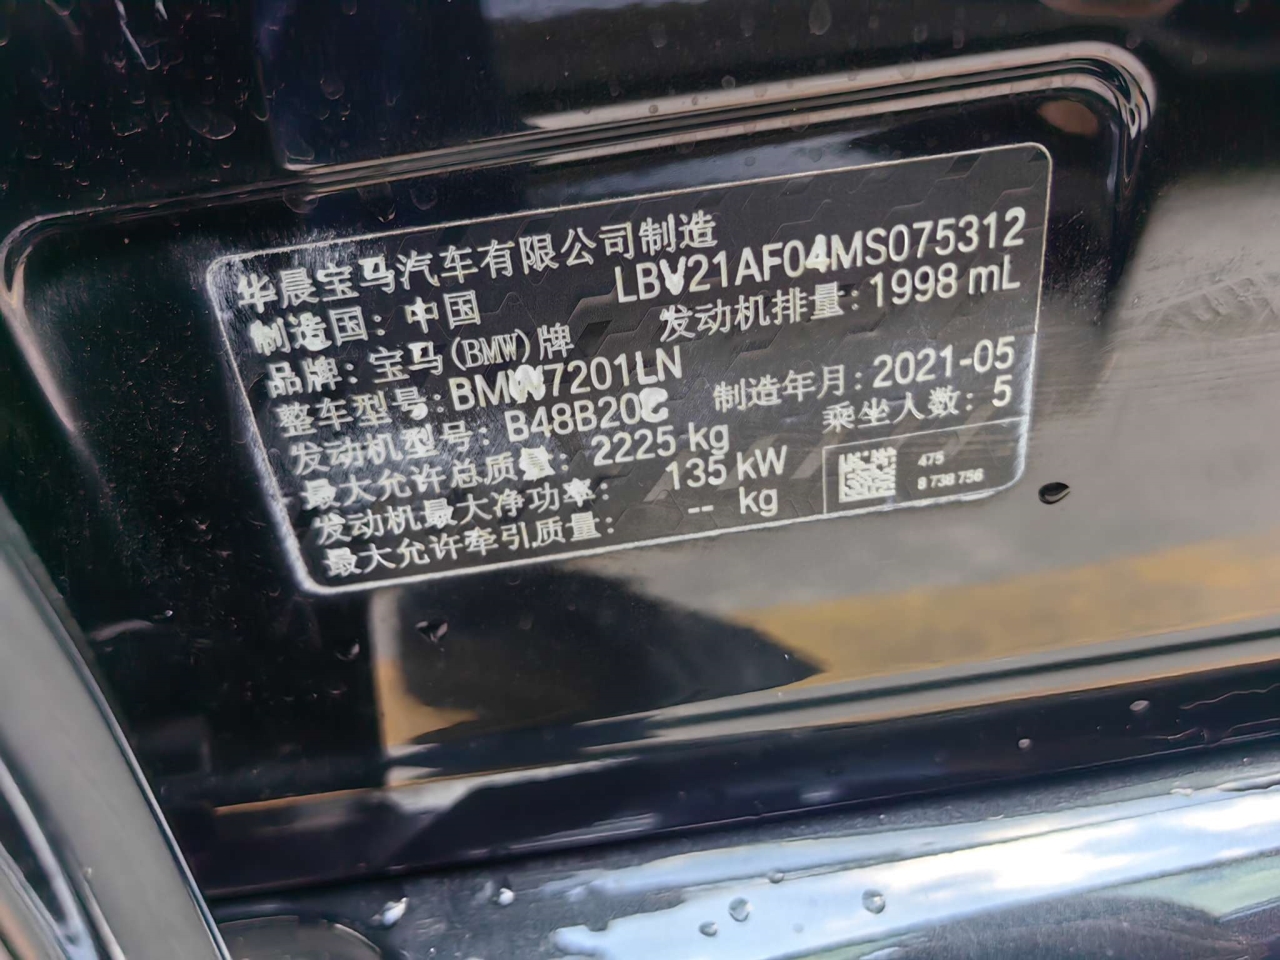 华晨宝马汽车有限公司制造
制造国：中国 LBV21AF04MS075312
品牌：宝马(BMW)牌 发动机排量：1998 mL
整车型号：BMW7201LN
发动机型号：B48B20C 制造年月：2021-05
最大允许总质量：2225 kg 乘坐人数：5
发动机最大净功率：135 kW
最大允许牵引质量：-- kg
475
8 738 756